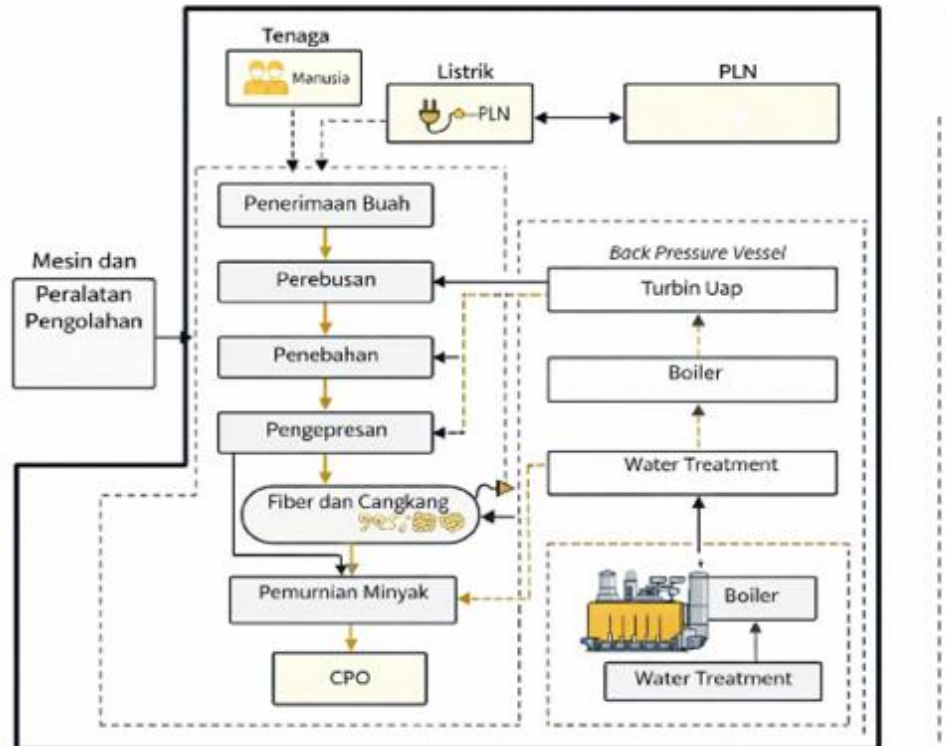 Tenaga
Manusia
Listrik
PLN
PLN
Penerimaan Buah
Mesin dan
Peralatan
Pengolahan
Perebusan
Penebahan
Pengepresan
Fiber dan Cangkang
Pemurnian Minyak
CPO
Back Pressure Vessel
Turbin Uap
Boiler
Water Treatment
Boiler
Water Treatment